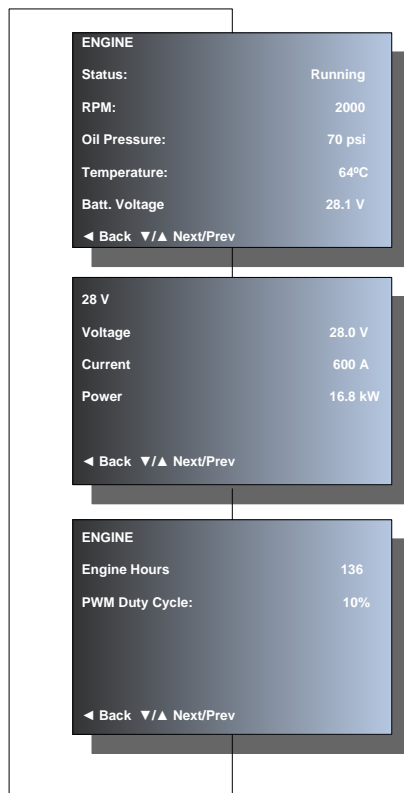 ENGINE
Status: Running
RPM: 2000
Oil Pressure: 70 psi
Temperature: 64ºC
Batt. Voltage 28.1 V
◄ Back ▼/▲ Next/Prev
28 V
Voltage 28.0 V
Current 600 A
Power 16.8 kW
◄ Back ▼/▲ Next/Prev
ENGINE
Engine Hours 136
PWM Duty Cycle: 10%
◄ Back ▼/▲ Next/Prev